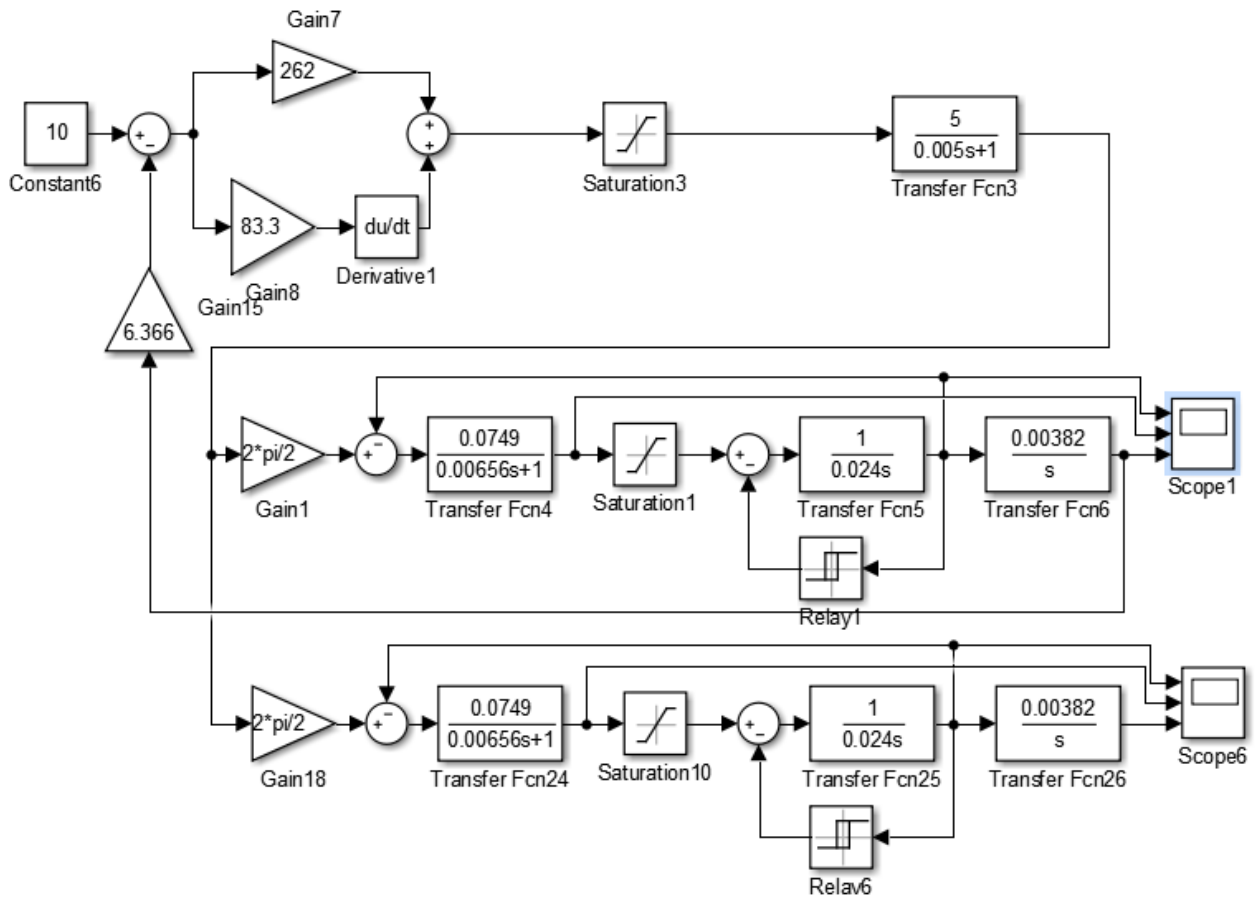 Gain7
262
10
+
−
+
+
5
0.005s+1
Constant6
Saturation3
Transfer Fcn3
83.3
du/dt
Derivative1
Gain8
Gain15
6.366
2*pi/2
+
−
0.0749
0.00656s+1
+
−
1
0.024s
0.00382
s
Scope1
Gain1
Transfer Fcn4
Saturation1
Transfer Fcn5
Transfer Fcn6
Relay1
2*pi/2
+
−
0.0749
0.00656s+1
+
−
1
0.024s
0.00382
s
Scope6
Gain18
Transfer Fcn24
Saturation10
Transfer Fcn25
Transfer Fcn26
Relay6